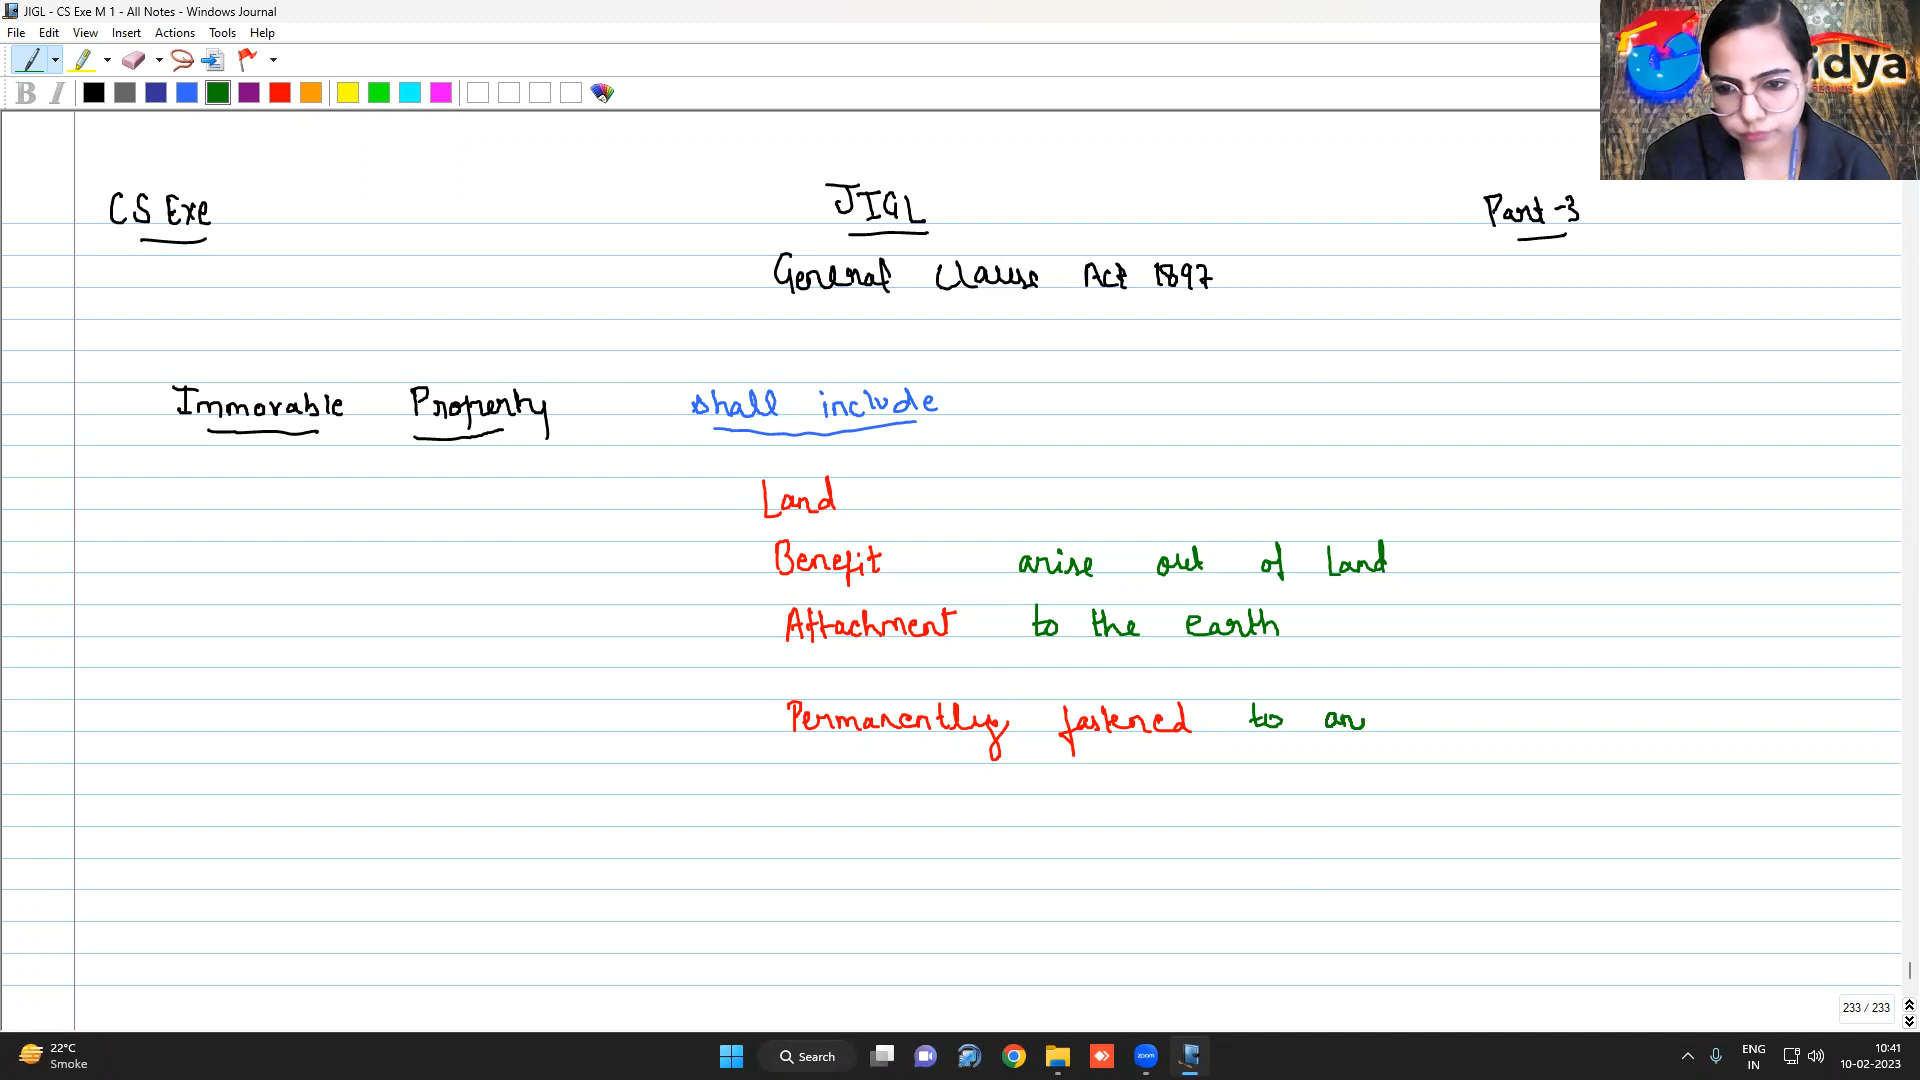 JIGL - CS Exe M 1 - All Notes - Windows Journal
File Edit View Insert Actions Tools Help
B I
idya
CS Exe JIGL Part-3
General Clause Act 1897
Immovable Property shall include
Land
Benefit arise out of Land
Attachment to the earth
Permanently fastened to an
233 / 233
22°C
Smoke
Search
zoom
ENG
IN
10:41
10-02-2023